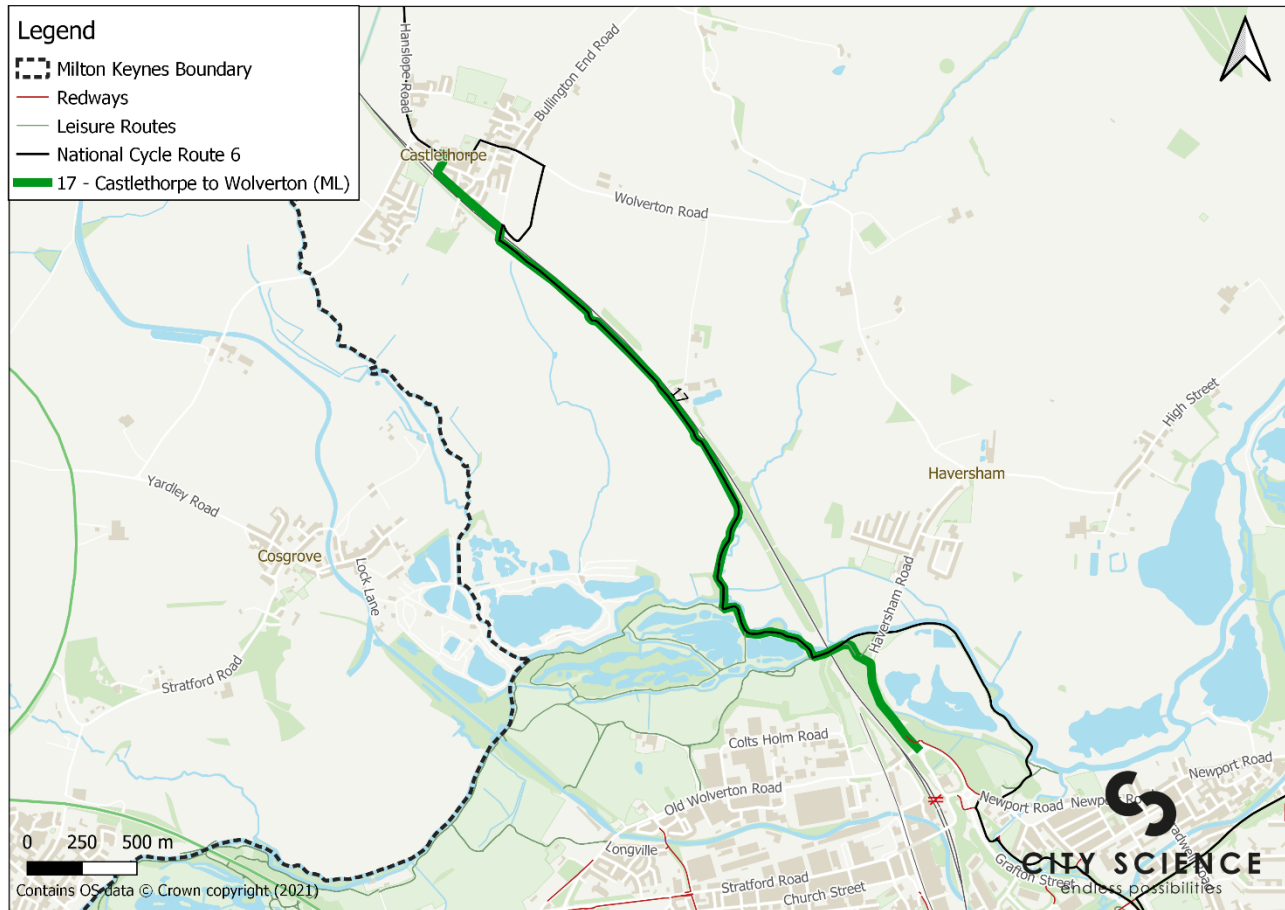 Legend
Milton Keynes Boundary
Redways
Leisure Routes
National Cycle Route 6
17 - Castlethorpe to Wolverton (ML)
Hanslope Road
Bullington End Road
Castlethorpe
Wolverton Road
17
High Street
Haversham
Yardley Road
Cosgrove
Lock Lane
Haversham Road
Stratford Road
Colts Holm Road
Old Wolverton Road
Newport Road
Newport Road
Newport Road
Longville
Stratford Road
Church Street
Grafton Street
0 250 500 m
Contains OS data © Crown copyright (2021)
CITY SCIENCE
endless possibilities